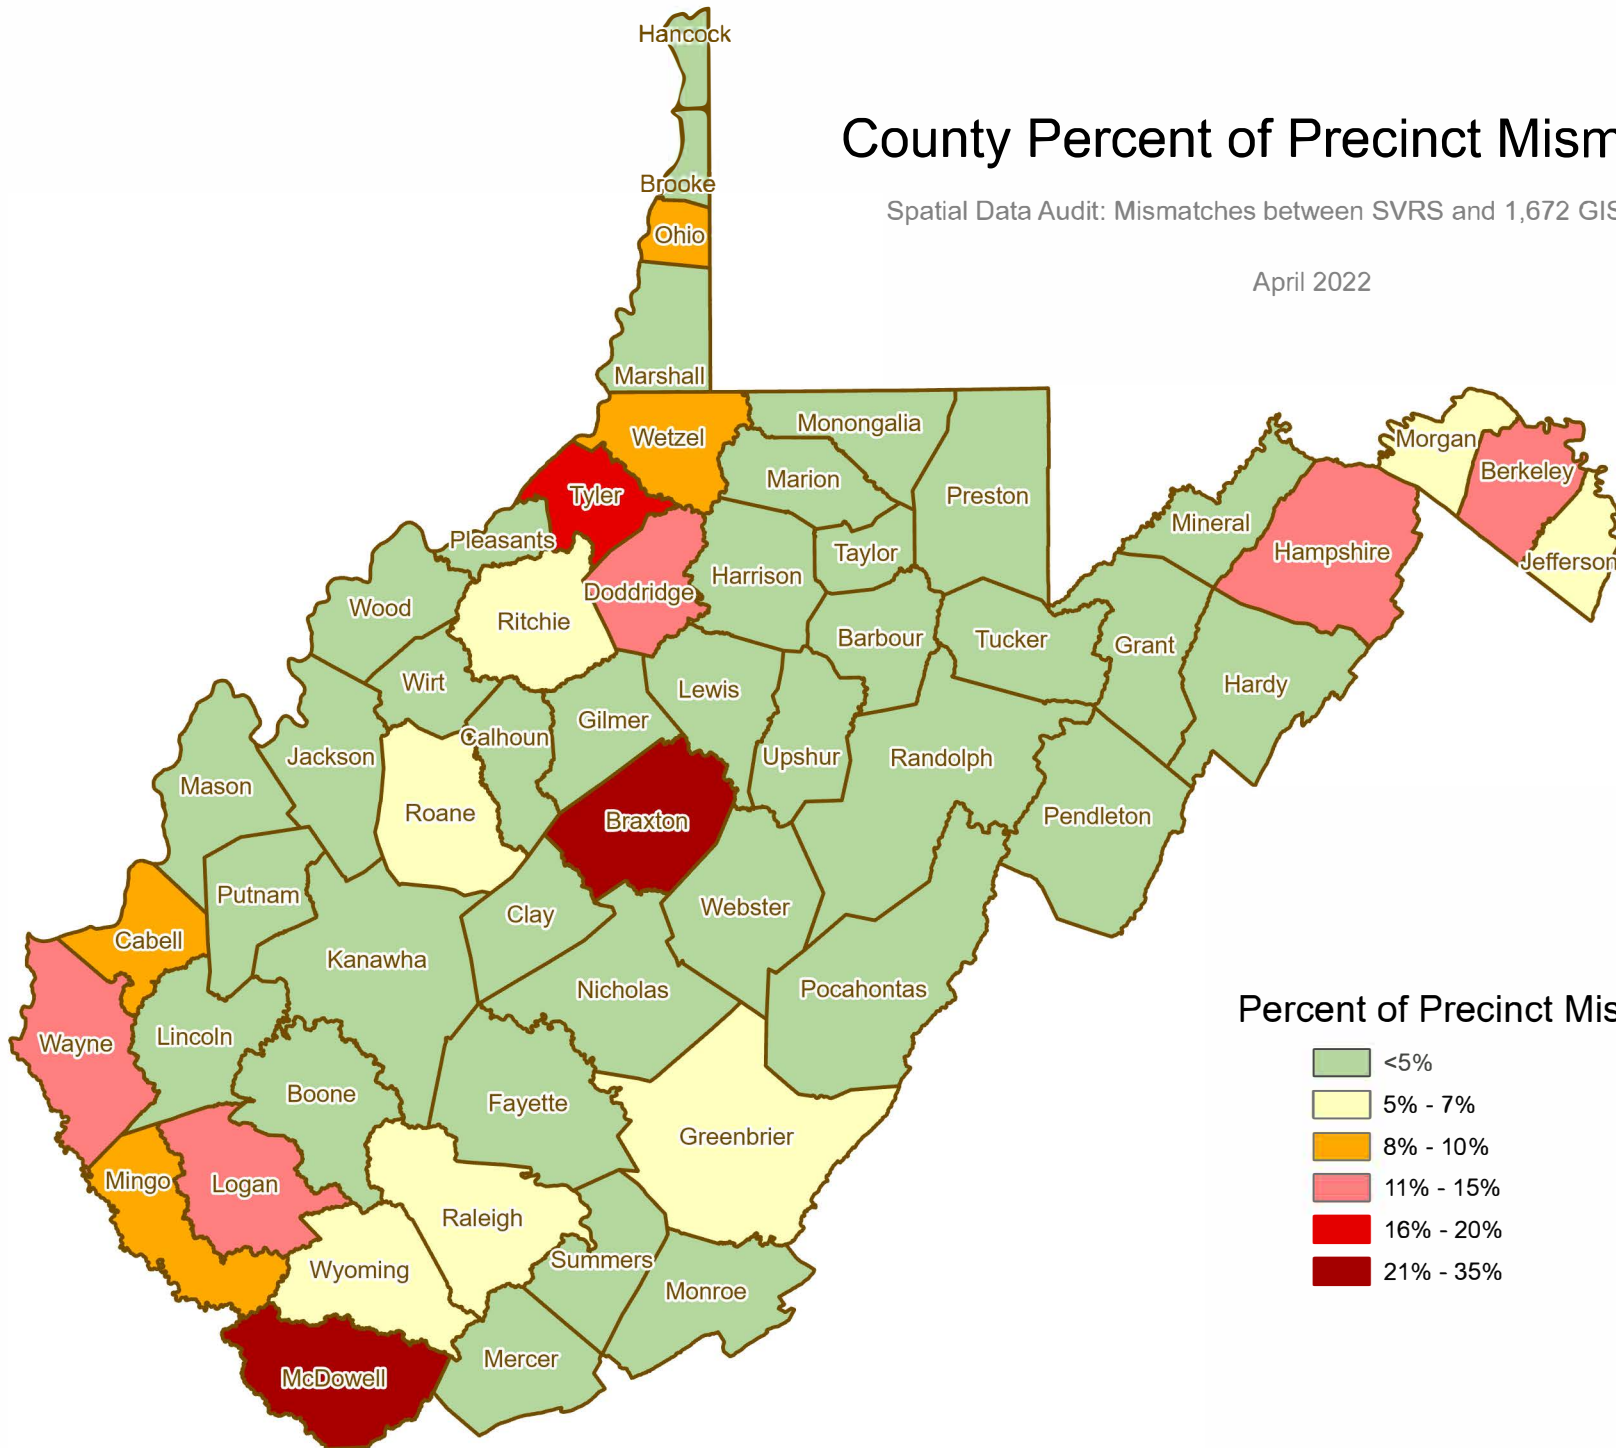 Hancock
County Percent of Precinct Mism
Brooke
Spatial Data Audit: Mismatches between SVRS and 1,672 GIS
Ohio
April 2022
Marshall
Wetzel
Monongalia
Morgan
Marion
Berkeley
Tyler
Preston
Mineral
Pleasants
Taylor
Hampshire
Jefferson
Harrison
Doddridge
Wood
Ritchie
Barbour
Tucker
Grant
Wirt
Lewis
Hardy
Gilmer
Calhoun
Jackson
Upshur
Randolph
Mason
Roane
Braxton
Pendleton
Putnam
Clay
Webster
Cabell
Kanawha
Nicholas
Pocahontas
Percent of Precinct Mis
Lincoln
Wayne
<5%
Boone
Fayette
5% - 7%
Greenbrier
8% - 10%
Mingo
Logan
11% - 15%
Raleigh
16% - 20%
Summers
Wyoming
21% - 35%
Monroe
Mercer
McDowell